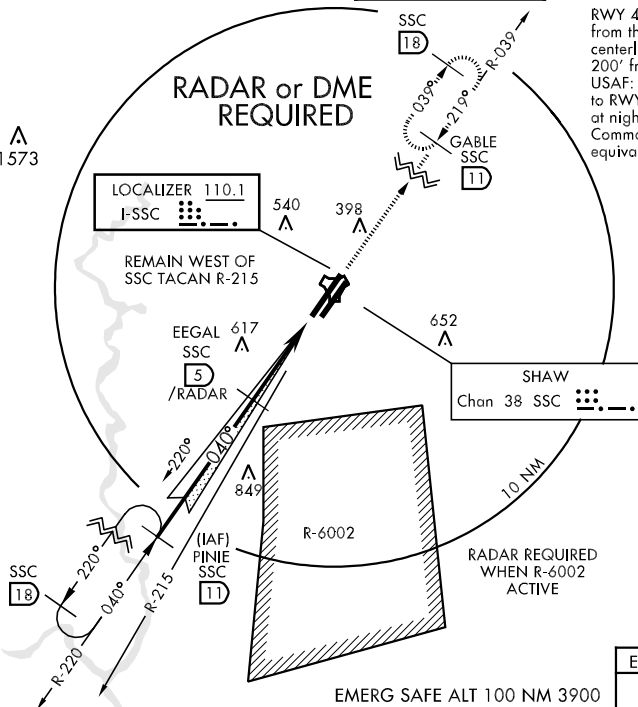 SSC
18
R-039
039°
219°
RADAR or DME
REQUIRED
GABLE
SSC
11
RWY 4
from th
centerl
200' fr
USAF:
to RWY
at nigh
Comma
equiva
1573
LOCALIZER 110.1
I-SSC
540
398
REMAIN WEST OF
SSC TACAN R-215
EEGAL
SSC
5
/RADAR
617
652
SHAW
Chan 38 SSC
220°
040°
849
R-6002
10 NM
(IAF)
PINIE
SSC
11
RADAR REQUIRED
WHEN R-6002
ACTIVE
SSC
18
220°
040°
R-215
R-220
EMERG SAFE ALT 100 NM 3900
E